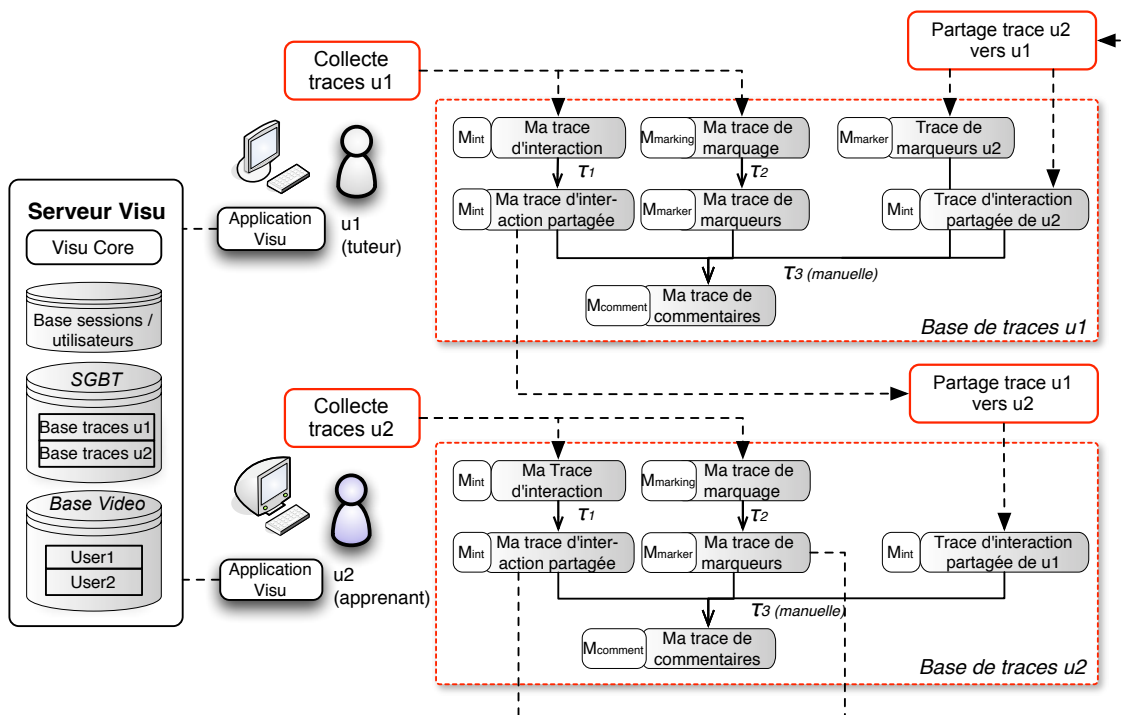 Serveur Visu
Visu Core
Base sessions /
utilisateurs
SGBT
Base traces u1
Base traces u2
Base Video
User1
User2
Application
Visu
u1
(tuteur)
Application
Visu
u2
(apprenant)
Collecte
traces u1
Partage trace u2
vers u1
Mint
Ma trace
d'interaction
Mmarking
Ma trace de
marquage
Mmarker
Trace de
marqueurs u2
τ1
τ2
Mint
Ma trace d'inter-
action partagée
Mmarker
Ma trace de
marqueurs
Mint
Trace d'interaction
partagée de u2
τ3 (manuelle)
Mcomment
Ma trace de
commentaires
Base de traces u1
Collecte
traces u2
Partage trace u1
vers u2
Mint
Ma Trace
d'interaction
Mmarking
Ma trace de
marquage
τ1
τ2
Mint
Ma trace d'inter-
action partagée
Mmarker
Ma trace de
marqueurs
Mint
Trace d'interaction
partagée de u1
τ3 (manuelle)
Mcomment
Ma trace de
commentaires
Base de traces u2